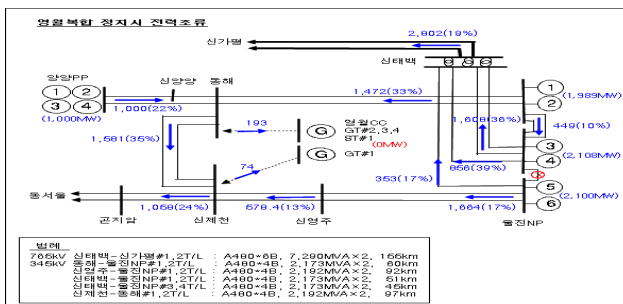 영월복합 정지시 전력조류
2,802(19%)
신가평
신태백
양양PP
신양양
동해
1
2
3
4
(1,000MW)
1,000(22%)
1,472(33%)
1
2
(1,989MW)
1,608(36%)
449(10%)
193
영월CC
GT#2,3,4
ST#1
G
(0MW)
1,581(35%)
3
4
(2,108MW)
856(39%)
G
GT#1
74
353(17%)
5
6
(2,100MW)
동서울
1,058(24%)
578.4(13%)
1,664(17%)
곤지암
신제천
신영주
울진NP
범례
765kV 신태백-신가평#1,2T/L : A480*6B, 7,290MVA×2, 155km
345kV 동해-울진NP#1,2T/L : A480*4B, 2,173MVA×2, 60km
신영주-울진NP#1,2T/L : A480*4B, 2,192MVA×2, 92km
신태백-울진NP#1,2T/L : A480*4B, 2,173MVA×2, 51km
신태백-울진NP#3,4T/L : A480*4B, 2,173MVA×2, 45km
신제천-동해#1,2T/L : A480*4B, 2,192MVA×2, 97km